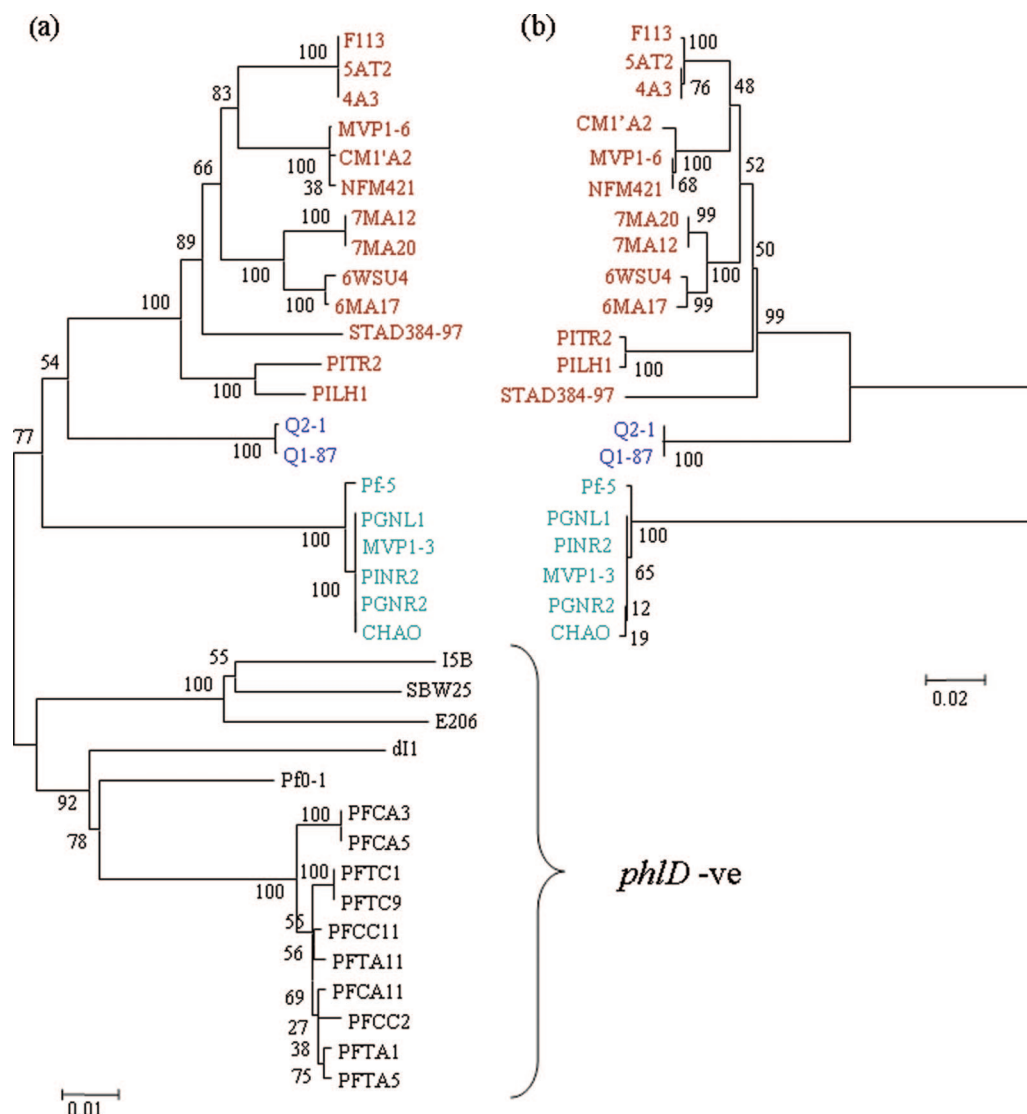 (a)
F113
100
5AT2
4A3
83
MVP1-6
CM1'A2
100
38
NFM421
66
7MA12
100
7MA20
89
6WSU4
100
100
6MA17
100
STAD384-97
54
PITR2
100
PILH1
77
Q2-1
100
Q1-87
Pf-5
PGNL1
100
MVP1-3
PINR2
100
PGNR2
CHAO
55
I5B
100
SBW25
E206
dI1
Pf0-1
92
78
100
PFCA3
PFCA5
100
100
PFTC1
PFTC9
55
PFCC11
56
PFTA11
69
PFCA11
27
PFCC2
38
PFTA1
75
PFTA5
0.01
phlD -ve
(b)
F113
100
5AT2
4A3
76
48
CM1’A2
MVP1-6
100
NFM421
68
52
7MA20
99
7MA12
50
6WSU4
100
6MA17
99
99
PITR2
PILH1
100
STAD384-97
Q2-1
Q1-87
100
Pf-5
PGNL1
100
PINR2
MVP1-3
65
PGNR2
12
CHAO
19
0.02